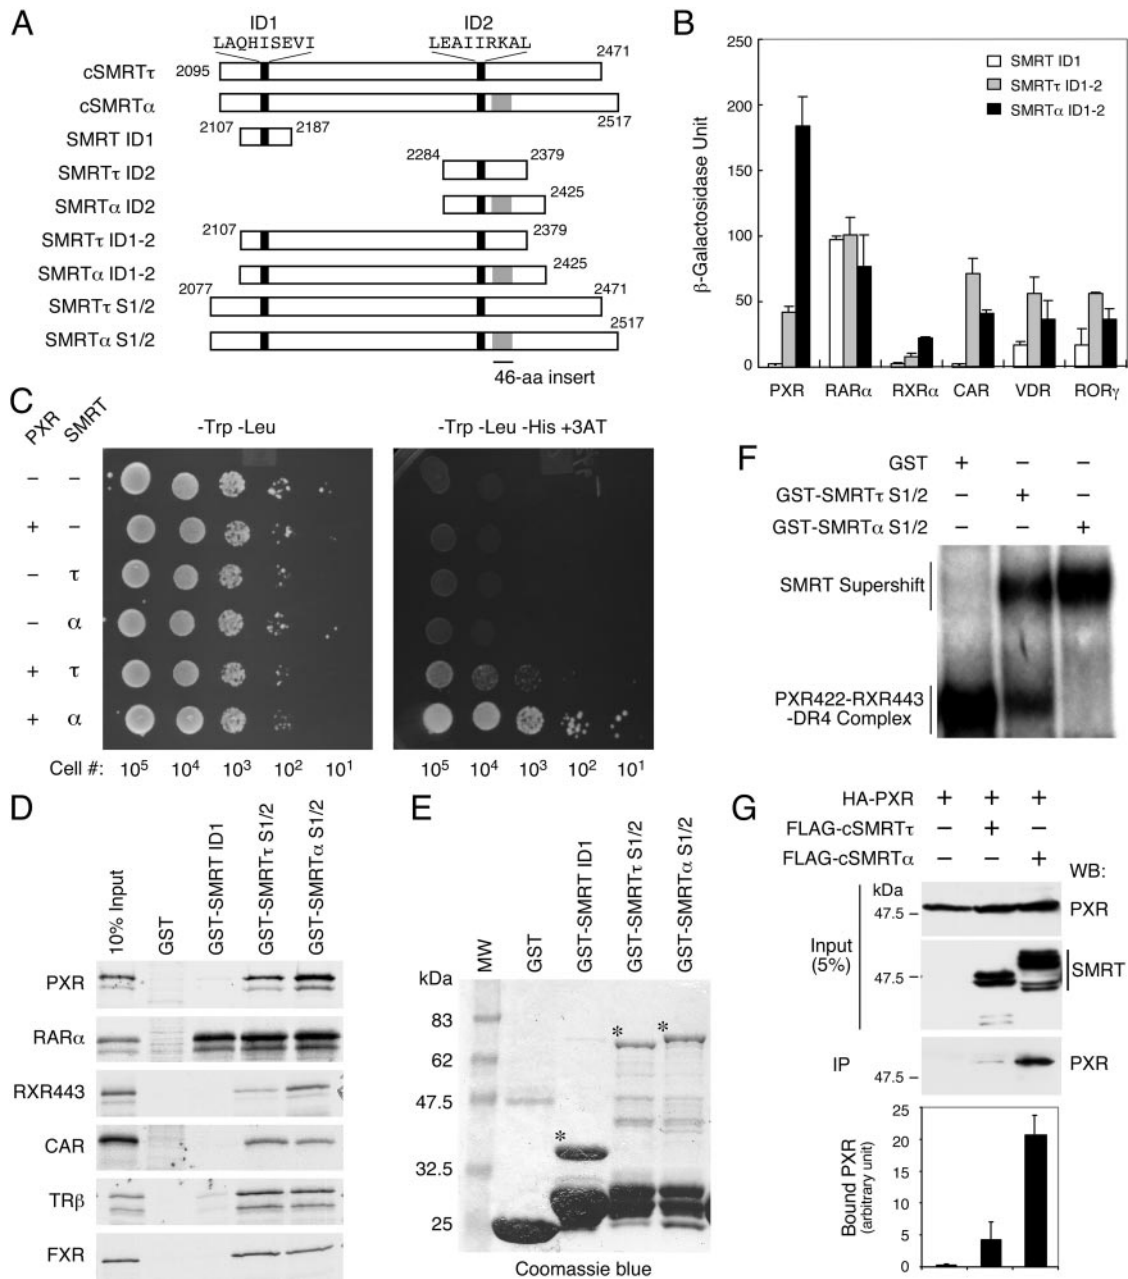 A
ID1
ID2
LAQHISEVI
LEAIIRKAL
cSMRTτ 2095 2471
cSMRTα 2517
SMRT ID1 2107 2187
SMRTτ ID2 2284 2379
SMRTα ID2 2425
SMRTτ ID1-2 2107 2379
SMRTα ID1-2 2425
SMRTτ S1/2 2077 2471
SMRTα S1/2 2517
46-aa insert
B
β-Galactosidase Unit
250
200
150
100
50
0
SMRT ID1
SMRTτ ID1-2
SMRTα ID1-2
PXR RARα RXRα CAR VDR RORγ
C
PXR SMRT
-Trp -Leu
-Trp -Leu -His +3AT
– –
+ –
– τ
– α
+ τ
+ α
Cell #: 10⁵ 10⁴ 10³ 10² 10¹ 10⁵ 10⁴ 10³ 10² 10¹
D
10% Input
GST
GST-SMRT ID1
GST-SMRTτ S1/2
GST-SMRTα S1/2
PXR
RARα
RXR443
CAR
TRβ
FXR
E
MW
GST
GST-SMRT ID1
GST-SMRTτ S1/2
GST-SMRTα S1/2
kDa
83
62
47.5
32.5
25
*
*
*
Coomassie blue
F
GST + – –
GST-SMRTτ S1/2 – + –
GST-SMRTα S1/2 – – +
SMRT Supershift
PXR422-RXR443
-DR4 Complex
G
HA-PXR + + +
FLAG-cSMRTτ – + –
FLAG-cSMRTα – – +
WB:
kDa
Input
(5%)
47.5 – PXR
47.5 – SMRT
IP 47.5 – PXR
Bound PXR
(arbitrary unit)
25
20
15
10
5
0